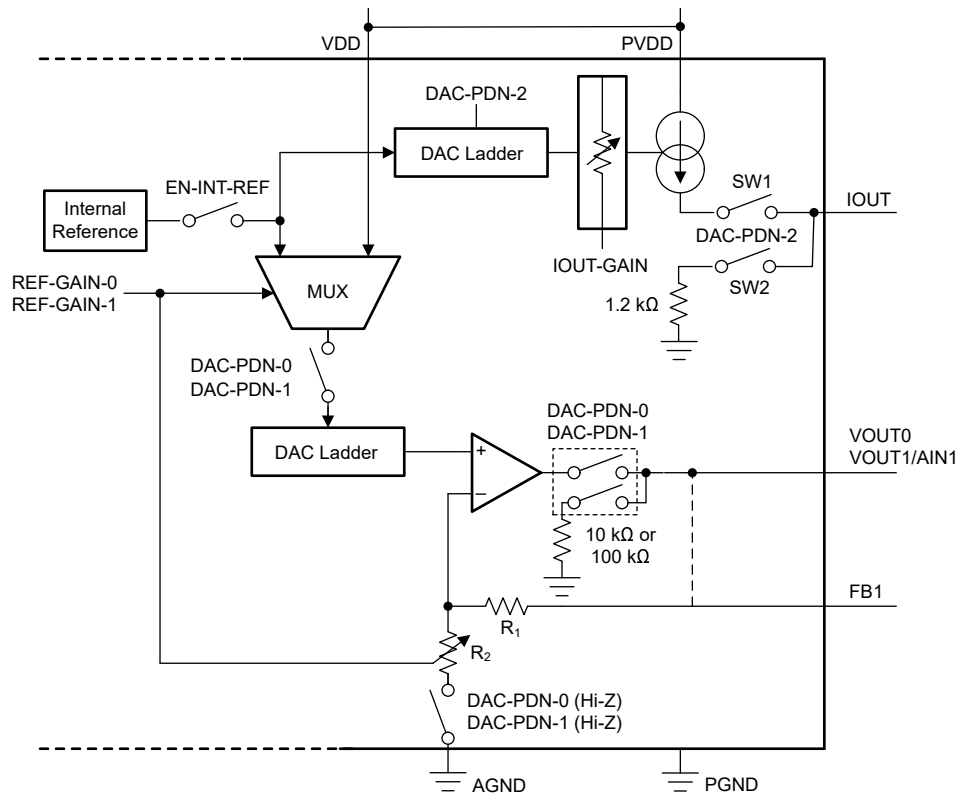 VDD
PVDD
DAC-PDN-2
DAC Ladder
EN-INT-REF
Internal
Reference
SW1
IOUT
DAC-PDN-2
IOUT-GAIN
SW2
REF-GAIN-0
REF-GAIN-1
MUX
1.2 kΩ
DAC-PDN-0
DAC-PDN-1
DAC-PDN-0
DAC-PDN-1
VOUT0
VOUT1/AIN1
DAC Ladder
+
–
10 kΩ or
100 kΩ
FB1
R1
R2
DAC-PDN-0 (Hi-Z)
DAC-PDN-1 (Hi-Z)
AGND
PGND